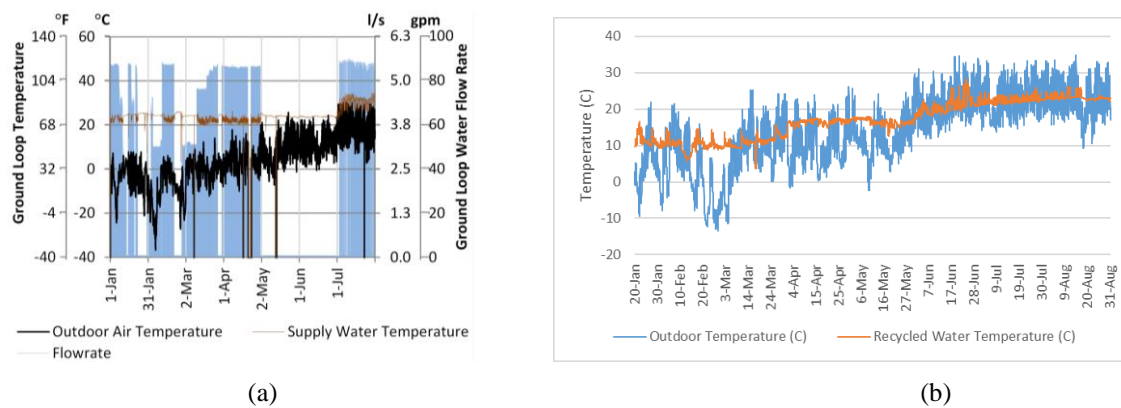 °F °C l/s gpm
140 60 6.3 100
104 40 5.0 80
68 20 3.8 60
32 0 2.5 40
-4 -20 1.3 20
-40 -40 0.0 0
Ground Loop Temperature
Ground Loop Water Flow Rate
1-Jan 31-Jan 2-Mar 1-Apr 2-May 1-Jun 1-Jul
Outdoor Air Temperature Supply Water Temperature
Flowrate
(a)
Temperature (C)
40
30
20
10
0
-10
-20
20-Jan 30-Jan 10-Feb 20-Feb 3-Mar 14-Mar 24-Mar 4-Apr 15-Apr 25-Apr 6-May 16-May 27-May 7-Jun 17-Jun 28-Jun 9-Jul 19-Jul 30-Jul 9-Aug 20-Aug 31-Aug
Outdoor Temperature (C) Recycled Water Temperature (C)
(b)